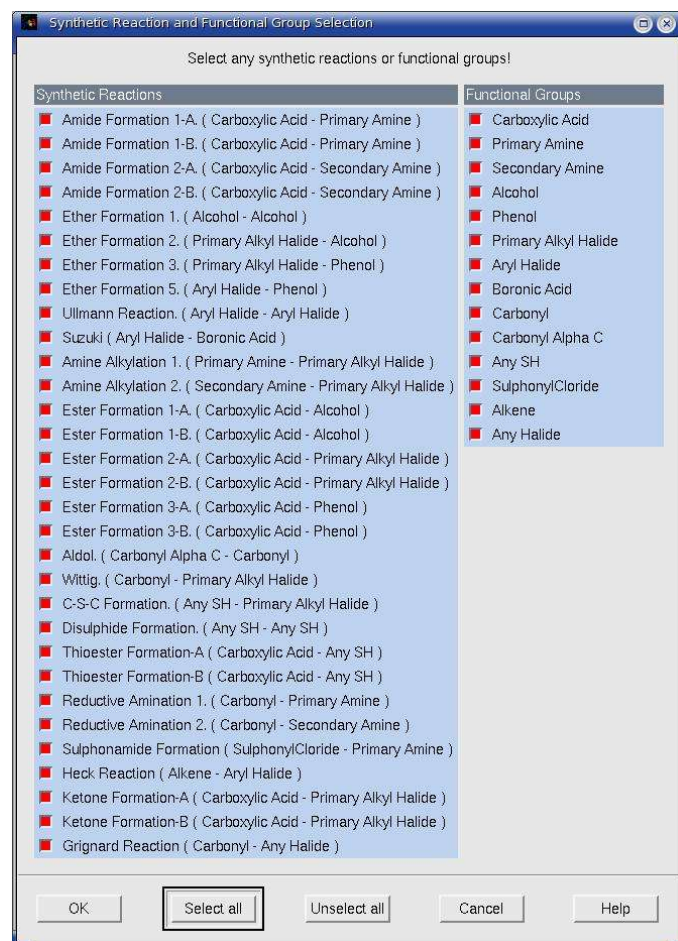 Synthetic Reaction and Functional Group Selection
Select any synthetic reactions or functional groups!
Synthetic Reactions
Amide Formation 1-A. ( Carboxylic Acid - Primary Amine )
Amide Formation 1-B. ( Carboxylic Acid - Primary Amine )
Amide Formation 2-A. ( Carboxylic Acid - Secondary Amine )
Amide Formation 2-B. ( Carboxylic Acid - Secondary Amine )
Ether Formation 1. ( Alcohol - Alcohol )
Ether Formation 2. ( Primary Alkyl Halide - Alcohol )
Ether Formation 3. ( Primary Alkyl Halide - Phenol )
Ether Formation 5. ( Aryl Halide - Phenol )
Ullmann Reaction. ( Aryl Halide - Aryl Halide )
Suzuki ( Aryl Halide - Boronic Acid )
Amine Alkylation 1. ( Primary Amine - Primary Alkyl Halide )
Amine Alkylation 2. ( Secondary Amine - Primary Alkyl Halide )
Ester Formation 1-A. ( Carboxylic Acid - Alcohol )
Ester Formation 1-B. ( Carboxylic Acid - Alcohol )
Ester Formation 2-A. ( Carboxylic Acid - Primary Alkyl Halide )
Ester Formation 2-B. ( Carboxylic Acid - Primary Alkyl Halide )
Ester Formation 3-A. ( Carboxylic Acid - Phenol )
Ester Formation 3-B. ( Carboxylic Acid - Phenol )
Aldol. ( Carbonyl Alpha C - Carbonyl )
Wittig. ( Carbonyl - Primary Alkyl Halide )
C-S-C Formation. ( Any SH - Primary Alkyl Halide )
Disulphide Formation. ( Any SH - Any SH )
Thioester Formation-A ( Carboxylic Acid - Any SH )
Thioester Formation-B ( Carboxylic Acid - Any SH )
Reductive Amination 1. ( Carbonyl - Primary Amine )
Reductive Amination 2. ( Carbonyl - Secondary Amine )
Sulphonamide Formation ( SulphonylCloride - Primary Amine )
Heck Reaction ( Alkene - Aryl Halide )
Ketone Formation-A ( Carboxylic Acid - Primary Alkyl Halide )
Ketone Formation-B ( Carboxylic Acid - Primary Alkyl Halide )
Grignard Reaction ( Carbonyl - Any Halide )
Functional Groups
Carboxylic Acid
Primary Amine
Secondary Amine
Alcohol
Phenol
Primary Alkyl Halide
Aryl Halide
Boronic Acid
Carbonyl
Carbonyl Alpha C
Any SH
SulphonylCloride
Alkene
Any Halide
OK
Select all
Unselect all
Cancel
Help